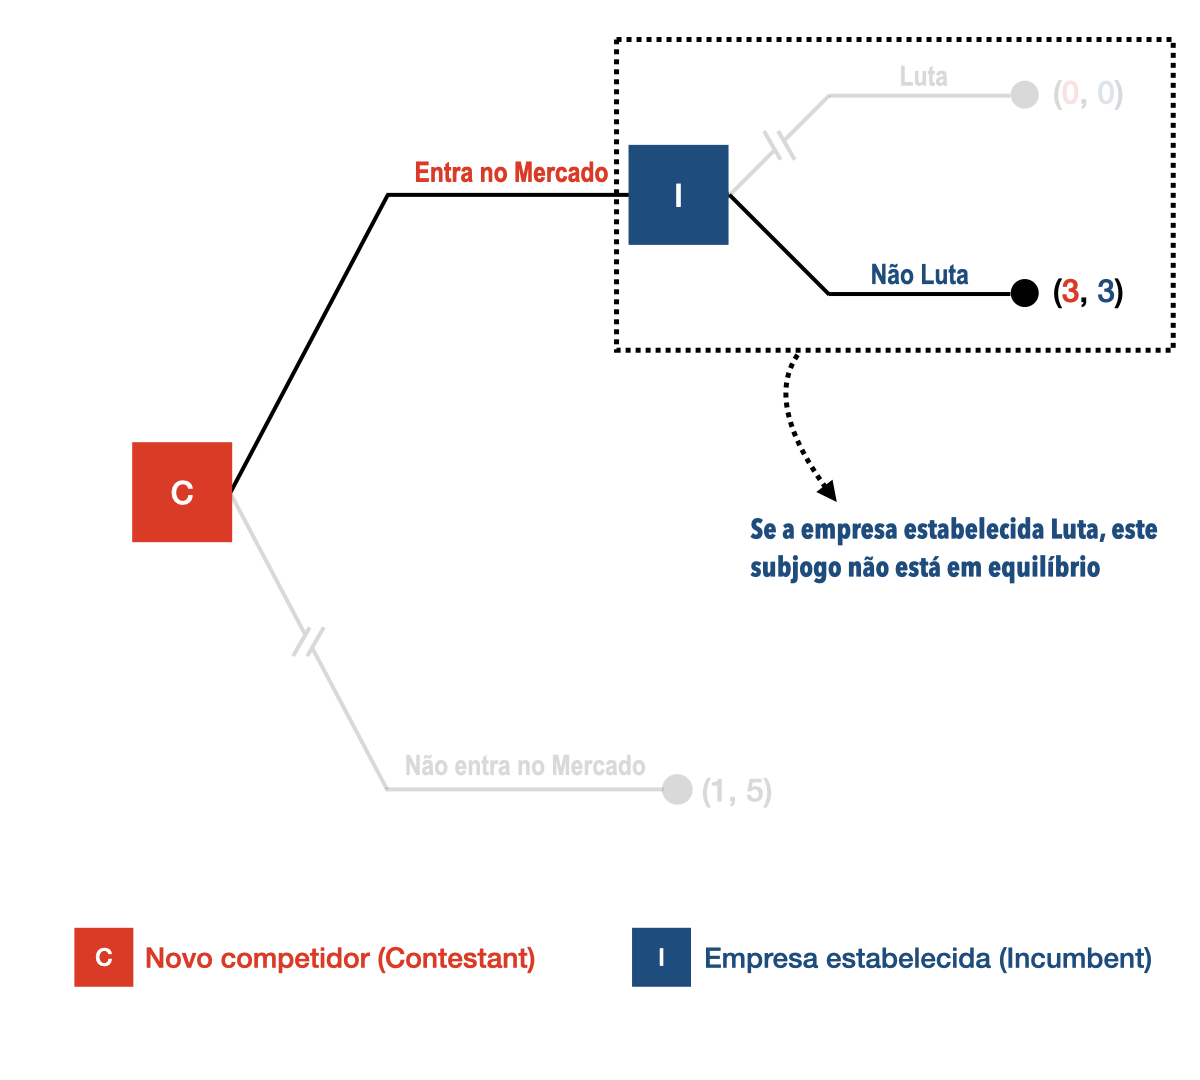 Luta
(0, 0)
Entra no Mercado
I
Não Luta
(3, 3)
C
Se a empresa estabelecida Luta, este
subjogo não está em equilíbrio
Não entra no Mercado
(1, 5)
C
Novo competidor (Contestant)
I
Empresa estabelecida (Incumbent)